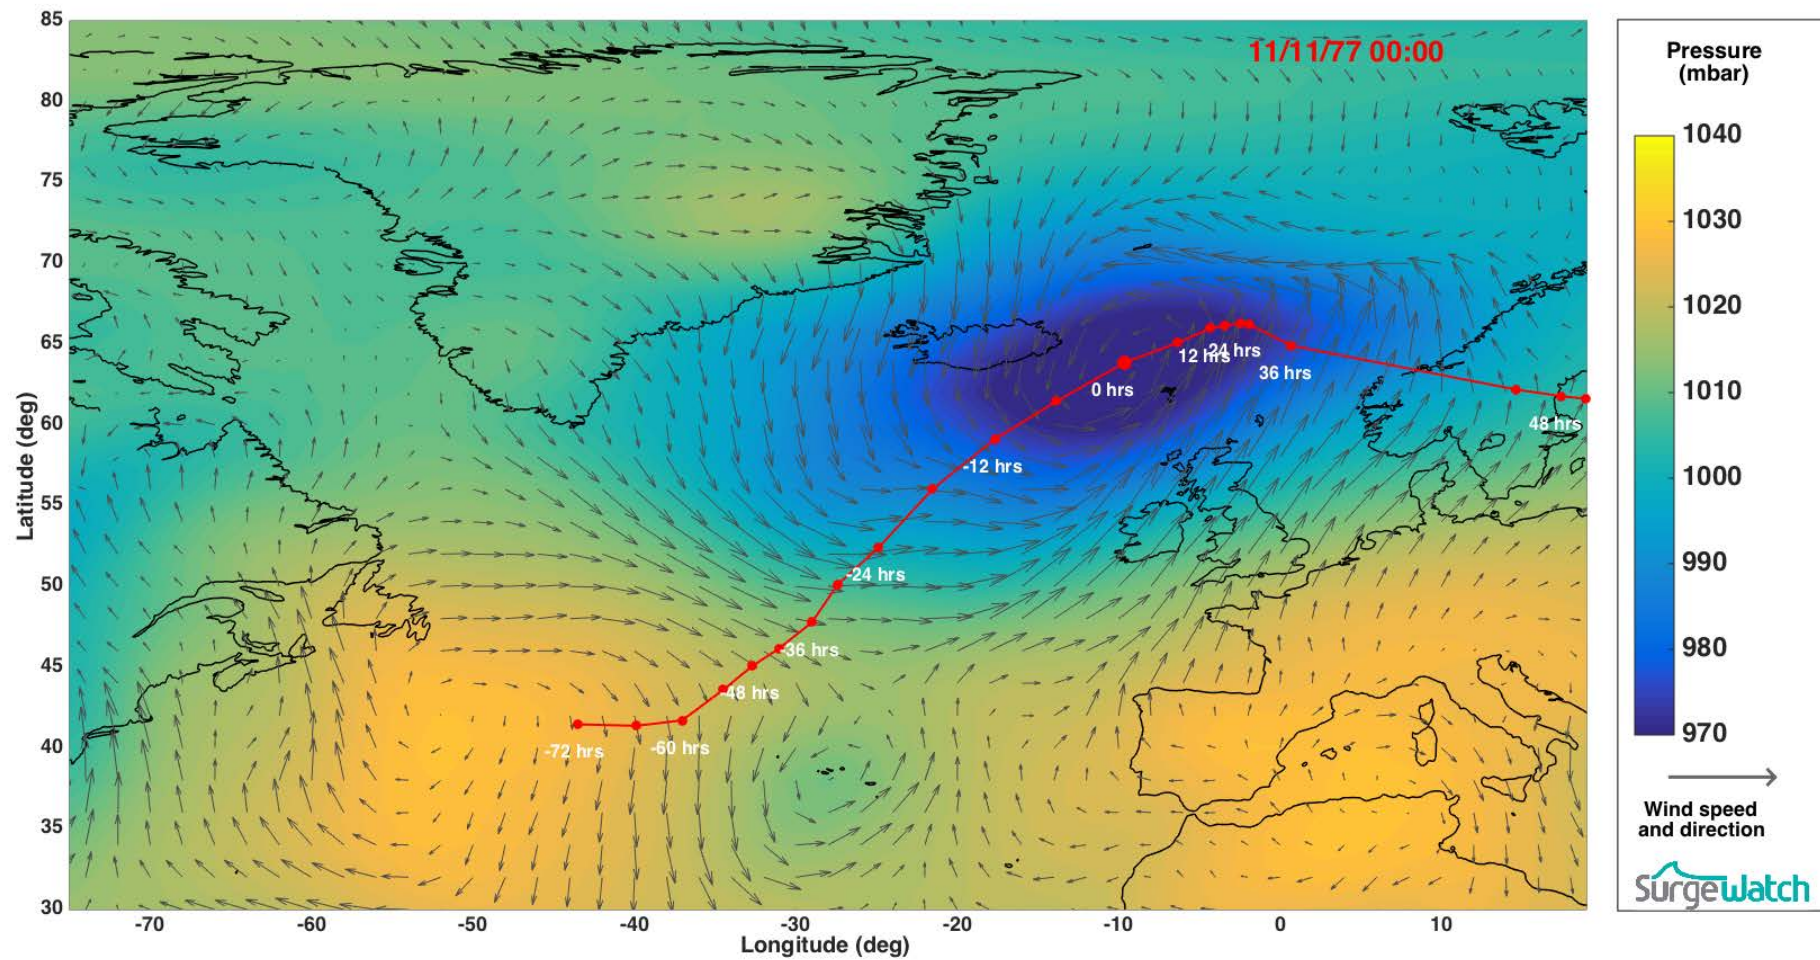 11/11/77 00:00
85
80
75
70
65
60
55
50
45
40
35
30
Latitude (deg)
12 hrs
24 hrs
0 hrs
36 hrs
48 hrs
-12 hrs
-24 hrs
-36 hrs
-48 hrs
-60 hrs
-72 hrs
-70
-60
-50
-40
-30
-20
-10
0
10
Longitude (deg)
Pressure
(mbar)
1040
1030
1020
1010
1000
990
980
970
Wind speed
and direction
Surgewatch